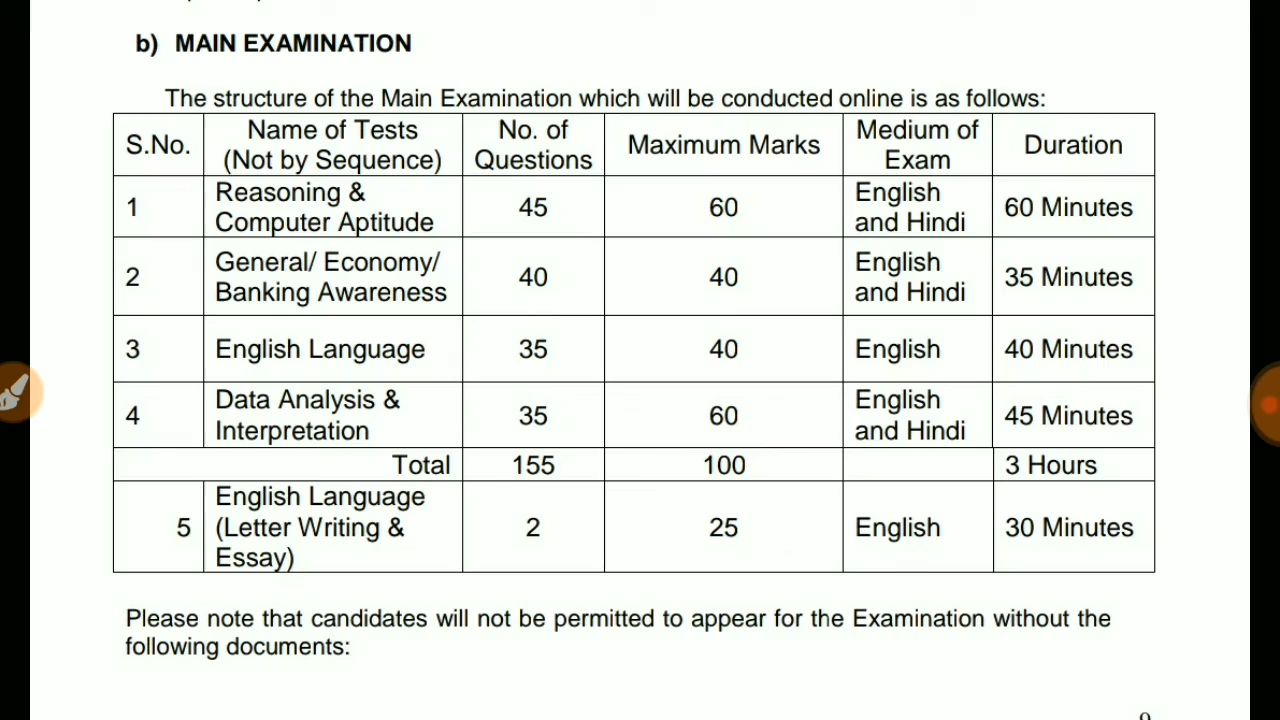 b) MAIN EXAMINATION
The structure of the Main Examination which will be conducted online is as follows:
S.No. Name of Tests (Not by Sequence) No. of Questions Maximum Marks Medium of Exam Duration
1 Reasoning & Computer Aptitude 45 60 English and Hindi 60 Minutes
2 General/ Economy/ Banking Awareness 40 40 English and Hindi 35 Minutes
3 English Language 35 40 English 40 Minutes
4 Data Analysis & Interpretation 35 60 English and Hindi 45 Minutes
Total 155 100 3 Hours
5 English Language (Letter Writing & Essay) 2 25 English 30 Minutes
Please note that candidates will not be permitted to appear for the Examination without the
following documents: